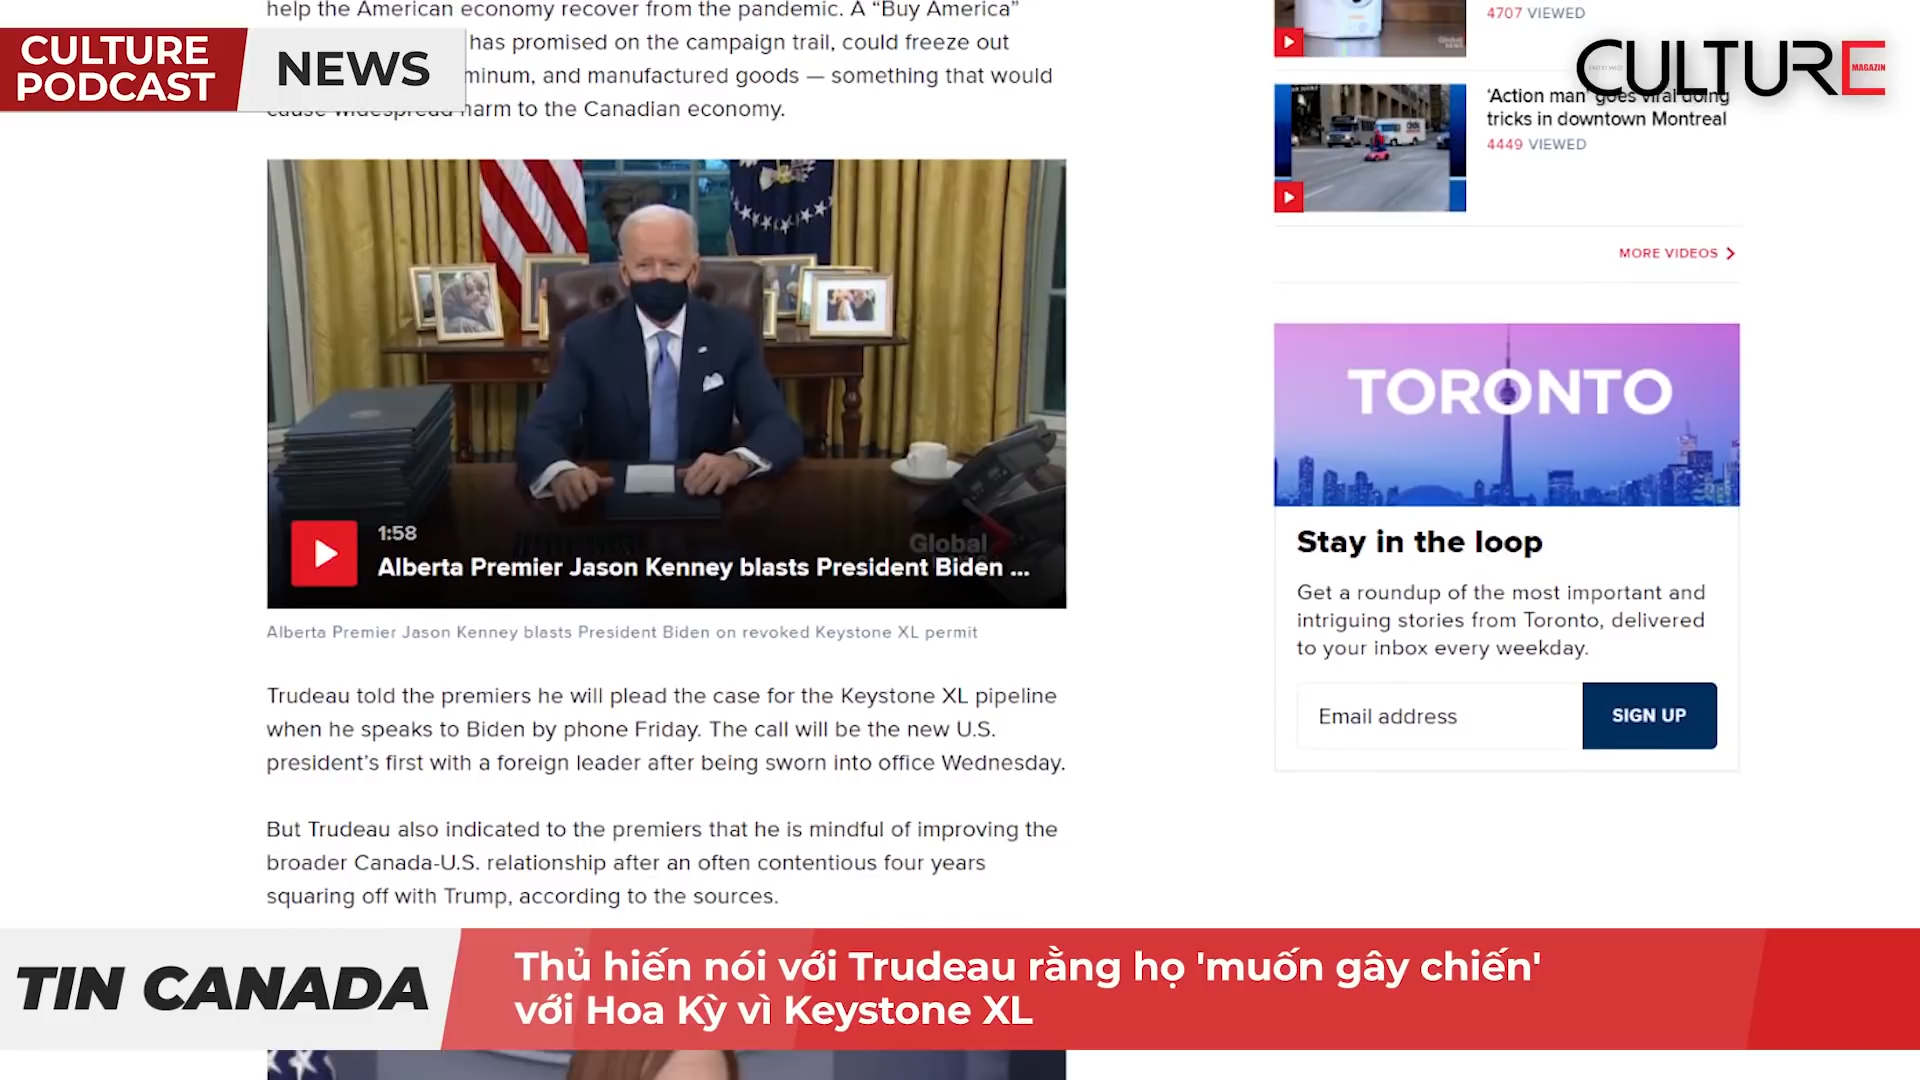 help the American economy recover from the pandemic. A “Buy America”
has promised on the campaign trail, could freeze out
minum, and manufactured goods — something that would
cause widespread harm to the Canadian economy.
CULTURE
PODCAST
NEWS
4707 VIEWED
CULTURE
MAGAZIN
‘Action man’ goes viral doing
tricks in downtown Montreal
4449 VIEWED
MORE VIDEOS
1:58
Global
Alberta Premier Jason Kenney blasts President Biden ...
Alberta Premier Jason Kenney blasts President Biden on revoked Keystone XL permit
Trudeau told the premiers he will plead the case for the Keystone XL pipeline
when he speaks to Biden by phone Friday. The call will be the new U.S.
president’s first with a foreign leader after being sworn into office Wednesday.
But Trudeau also indicated to the premiers that he is mindful of improving the
broader Canada-U.S. relationship after an often contentious four years
squaring off with Trump, according to the sources.
TORONTO
Stay in the loop
Get a roundup of the most important and
intriguing stories from Toronto, delivered
to your inbox every weekday.
Email address
SIGN UP
TIN CANADA
Thủ hiến nói với Trudeau rằng họ 'muốn gây chiến'
với Hoa Kỳ vì Keystone XL